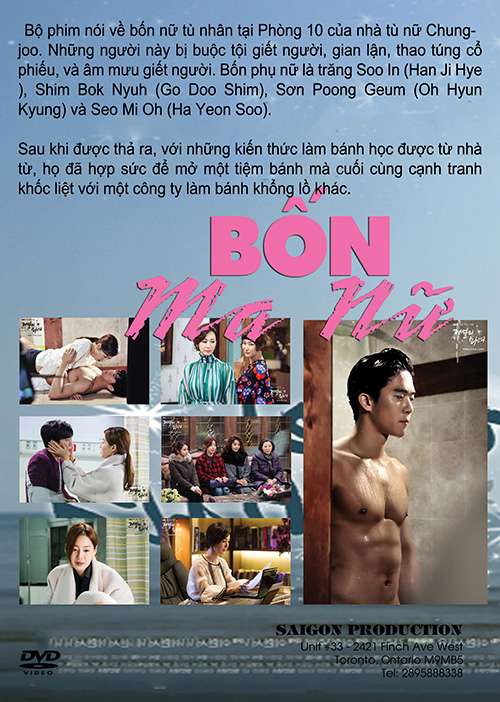 Bộ phim nói về bốn nữ tù nhân tại Phòng 10 của nhà tù nữ Chung-
joo. Những người này bị buộc tội giết người, gian lận, thao túng cổ
phiếu, và âm mưu giết người. Bốn phụ nữ là trăng Soo In (Han Ji Hye
), Shim Bok Nyuh (Go Doo Shim), Sơn Poong Geum (Oh Hyun
Kyung) và Seo Mi Oh (Ha Yeon Soo).
Sau khi được thả ra, với những kiến thức làm bánh học được từ nhà
từ, họ đã hợp sức để mở một tiệm bánh mà cuối cùng cạnh tranh
khốc liệt với một công ty làm bánh khổng lồ khác.
BỐN
Ma Nữ
SAIGON PRODUCTION
Unit #33 - 2421 Finch Ave West
Toronto, Ontario M9MB5
Tel: 2895888338
DVD
VIDEO